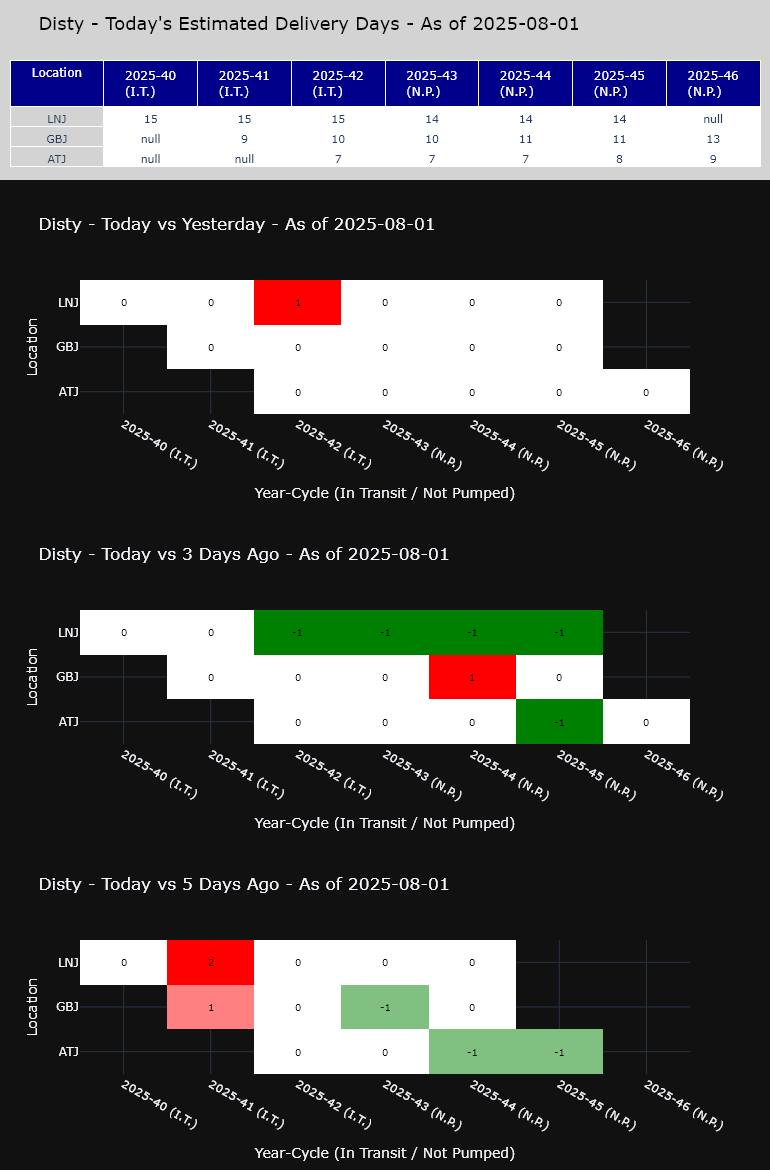 Disty - Today's Estimated Delivery Days - As of 2025-08-01
Location 2025-40 (I.T.) 2025-41 (I.T.) 2025-42 (I.T.) 2025-43 (N.P.) 2025-44 (N.P.) 2025-45 (N.P.) 2025-46 (N.P.)
LNJ 15 15 15 14 14 14 null
GBJ null 9 10 10 11 11 13
ATJ null null 7 7 7 8 9
Disty - Today vs Yesterday - As of 2025-08-01
Location
LNJ 0 0 1 0 0 0
GBJ 0 0 0 0 0
ATJ 0 0 0 0 0
2025-40 (I.T.) 2025-41 (I.T.) 2025-42 (I.T.) 2025-43 (N.P.) 2025-44 (N.P.) 2025-45 (N.P.) 2025-46 (N.P.)
Year-Cycle (In Transit / Not Pumped)
Disty - Today vs 3 Days Ago - As of 2025-08-01
Location
LNJ 0 0 -1 -1 -1 -1
GBJ 0 0 0 1 0
ATJ 0 0 0 -1 0
2025-40 (I.T.) 2025-41 (I.T.) 2025-42 (I.T.) 2025-43 (N.P.) 2025-44 (N.P.) 2025-45 (N.P.) 2025-46 (N.P.)
Year-Cycle (In Transit / Not Pumped)
Disty - Today vs 5 Days Ago - As of 2025-08-01
Location
LNJ 0 2 0 0 0
GBJ 1 0 -1 0
ATJ 0 0 -1 -1
2025-40 (I.T.) 2025-41 (I.T.) 2025-42 (I.T.) 2025-43 (N.P.) 2025-44 (N.P.) 2025-45 (N.P.) 2025-46 (N.P.)
Year-Cycle (In Transit / Not Pumped)